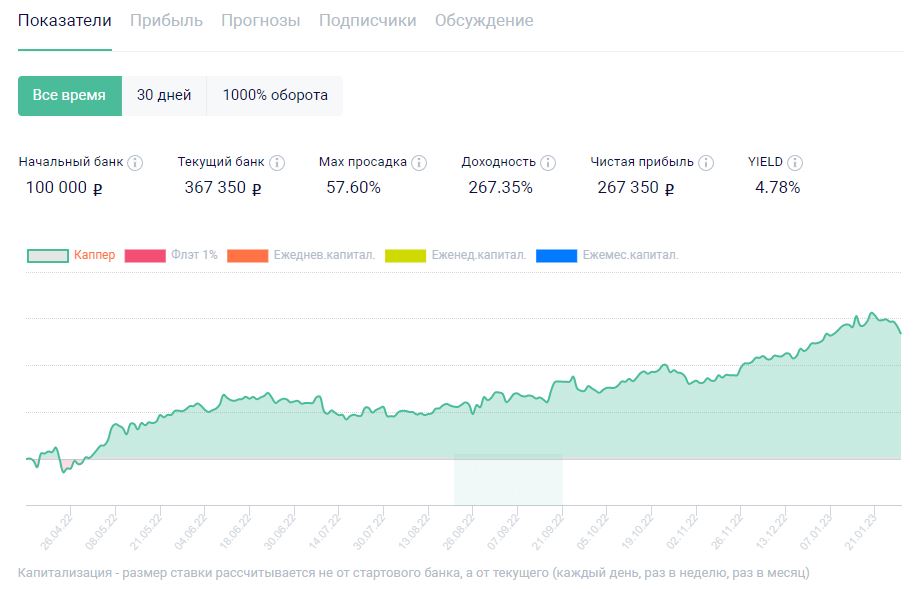 Показатели Прибыль Прогнозы Подписчики Обсуждение
Все время 30 дней 1000% оборота
Начальный банк Текущий банк Мах просадка Доходность Чистая прибыль YIELD
100 000 ₽ 367 350 ₽ 57.60% 267.35% 267 350 ₽ 4.78%
Каппер Флэт 1% Ежеднев.капитал. Еженед.капитал. Ежемес.капитал.
26.04.22 08.05.22 21.05.22 04.06.22 18.06.22 30.06.22 14.07.22 30.07.22 13.08.22 26.08.22 07.09.22 21.09.22 05.10.22 19.10.22 02.11.22 26.11.22 13.12.22 07.01.23 21.01.23
Капитализация - размер ставки рассчитывается не от стартового банка, а от текущего (каждый день, раз в неделю, раз в месяц)